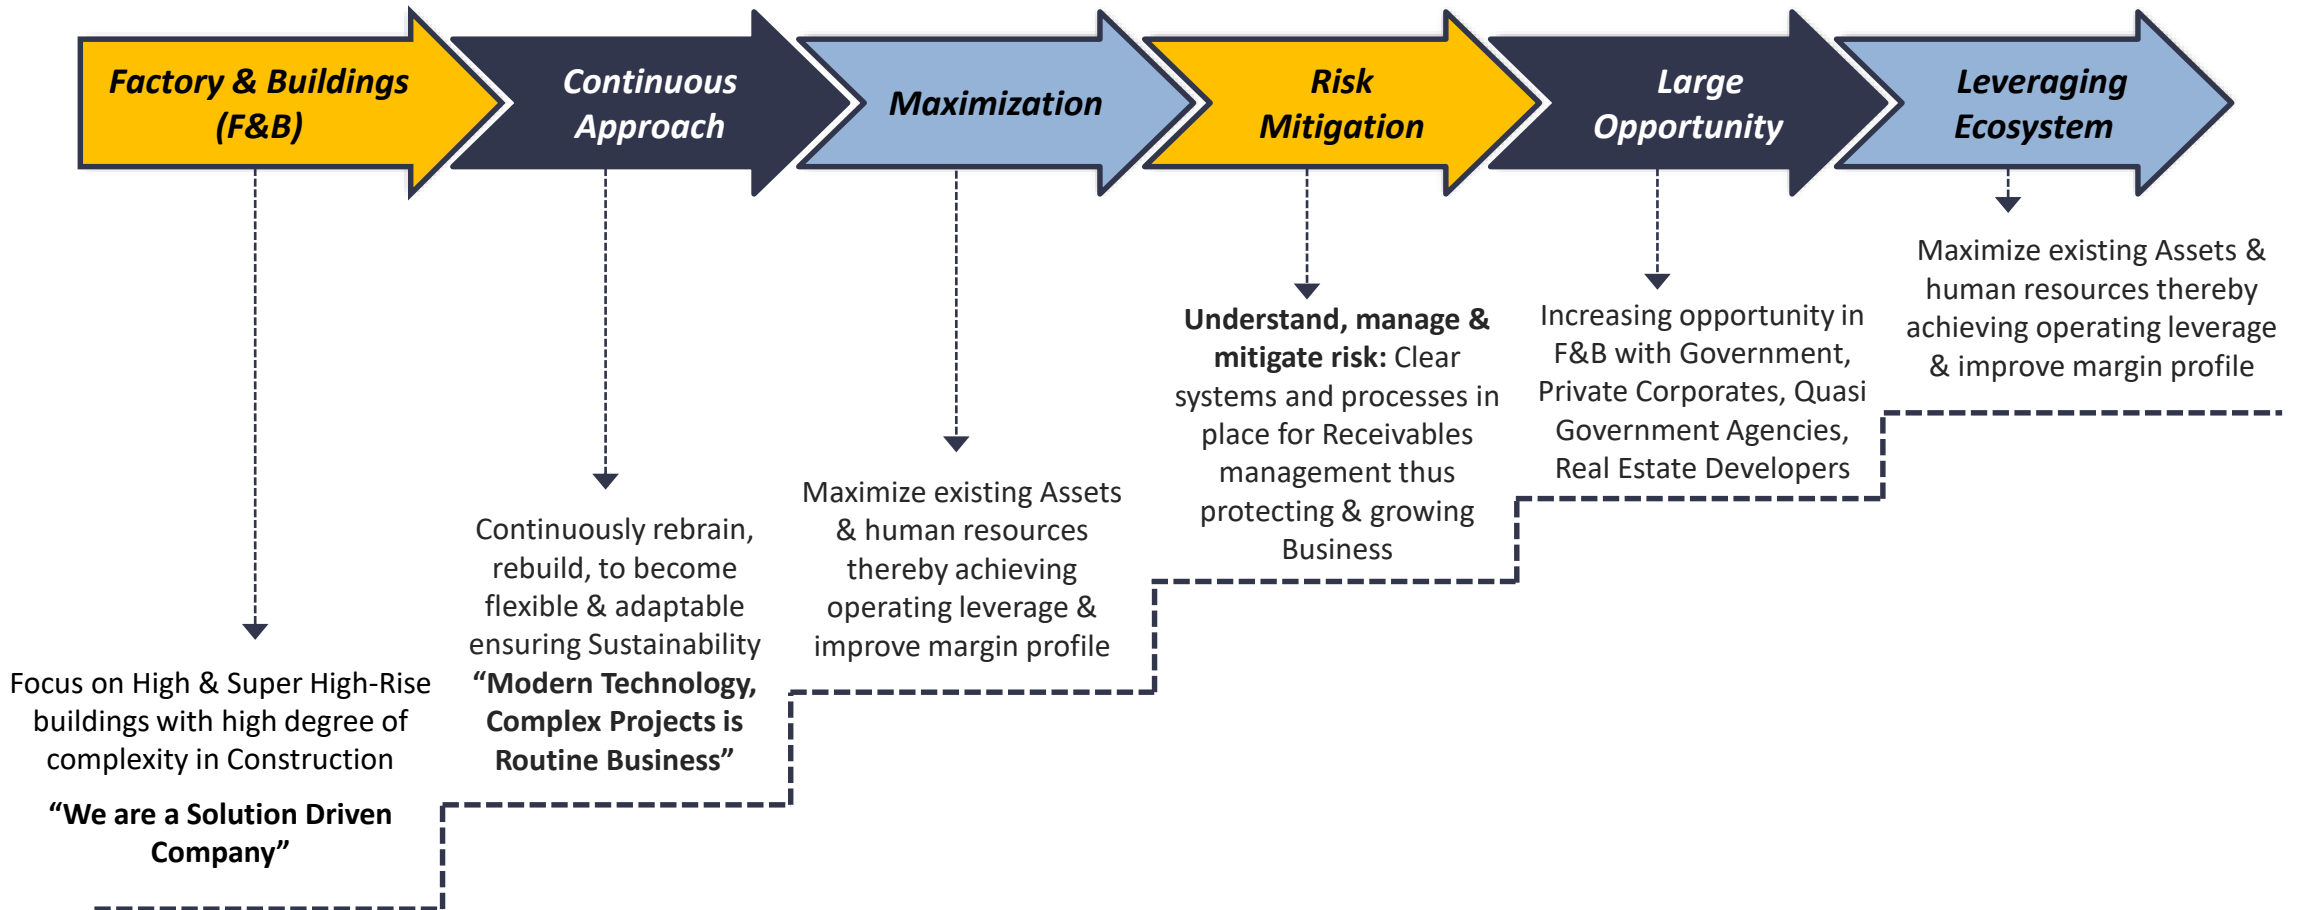 Factory & Buildings
(F&B)
Continuous
Approach
Maximization
Risk
Mitigation
Large
Opportunity
Leveraging
Ecosystem
Focus on High & Super High-Rise
buildings with high degree of
complexity in Construction
“We are a Solution Driven
Company”
Continuously rebrain,
rebuild, to become
flexible & adaptable
ensuring Sustainability
“Modern Technology,
Complex Projects is
Routine Business”
Maximize existing Assets
& human resources
thereby achieving
operating leverage &
improve margin profile
Understand, manage &
mitigate risk: Clear
systems and processes in
place for Receivables
management thus
protecting & growing
Business
Increasing opportunity in
F&B with Government,
Private Corporates, Quasi
Government Agencies,
Real Estate Developers
Maximize existing Assets &
human resources thereby
achieving operating leverage
& improve margin profile